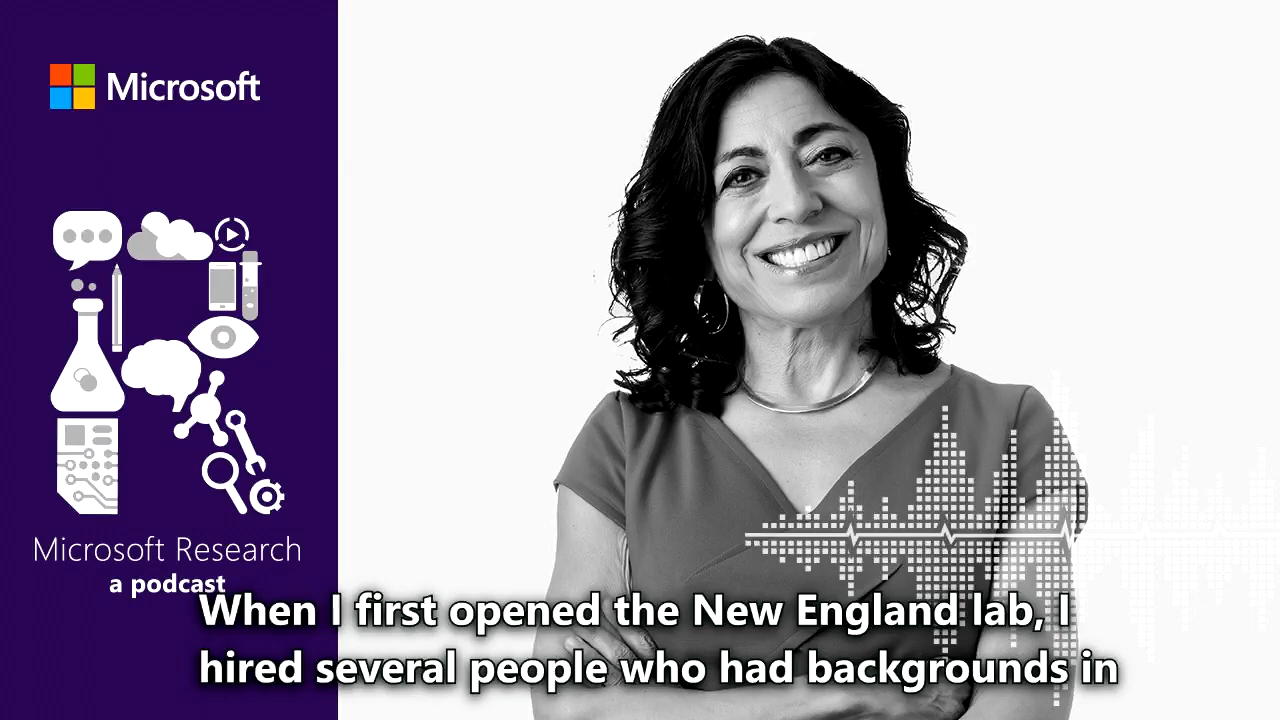 Microsoft
Microsoft Research
a podcast
When I first opened the New England lab, I
hired several people who had backgrounds in